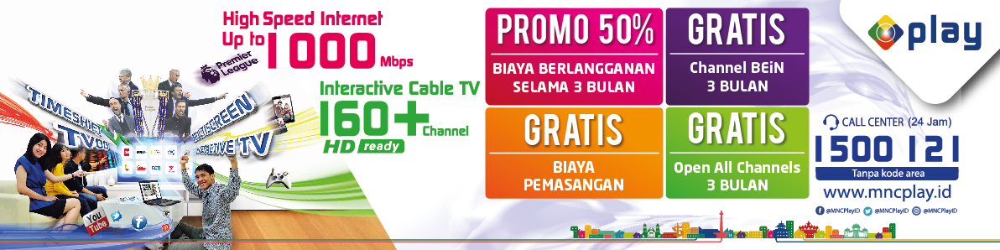 High Speed Internet
Up to 1000 Mbps
Premier
League
Interactive Cable TV
160+ Channel
HD ready
TIMESHIFT
TVOD
MULTISCREEN
INTERACTIVE TV
You
Tube
PROMO 50%
BIAYA BERLANGGANAN
SELAMA 3 BULAN
GRATIS
Channel BEiN
3 BULAN
GRATIS
BIAYA
PEMASANGAN
GRATIS
Open All Channels
3 BULAN
play
CALL CENTER (24 Jam)
1500 121
Tanpa kode area
www.mncplay.id
@MNCPlayID @MNCPlayID @MNCPlayID